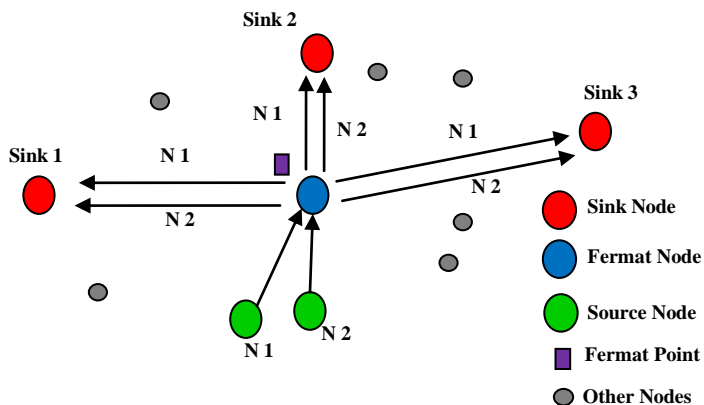 Sink 2
Sink 3
N 1
N 2
N 1
Sink 1
N 1
N 2
N 2
Sink Node
Fermat Node
Source Node
N 2
N 1
Fermat Point
Other Nodes